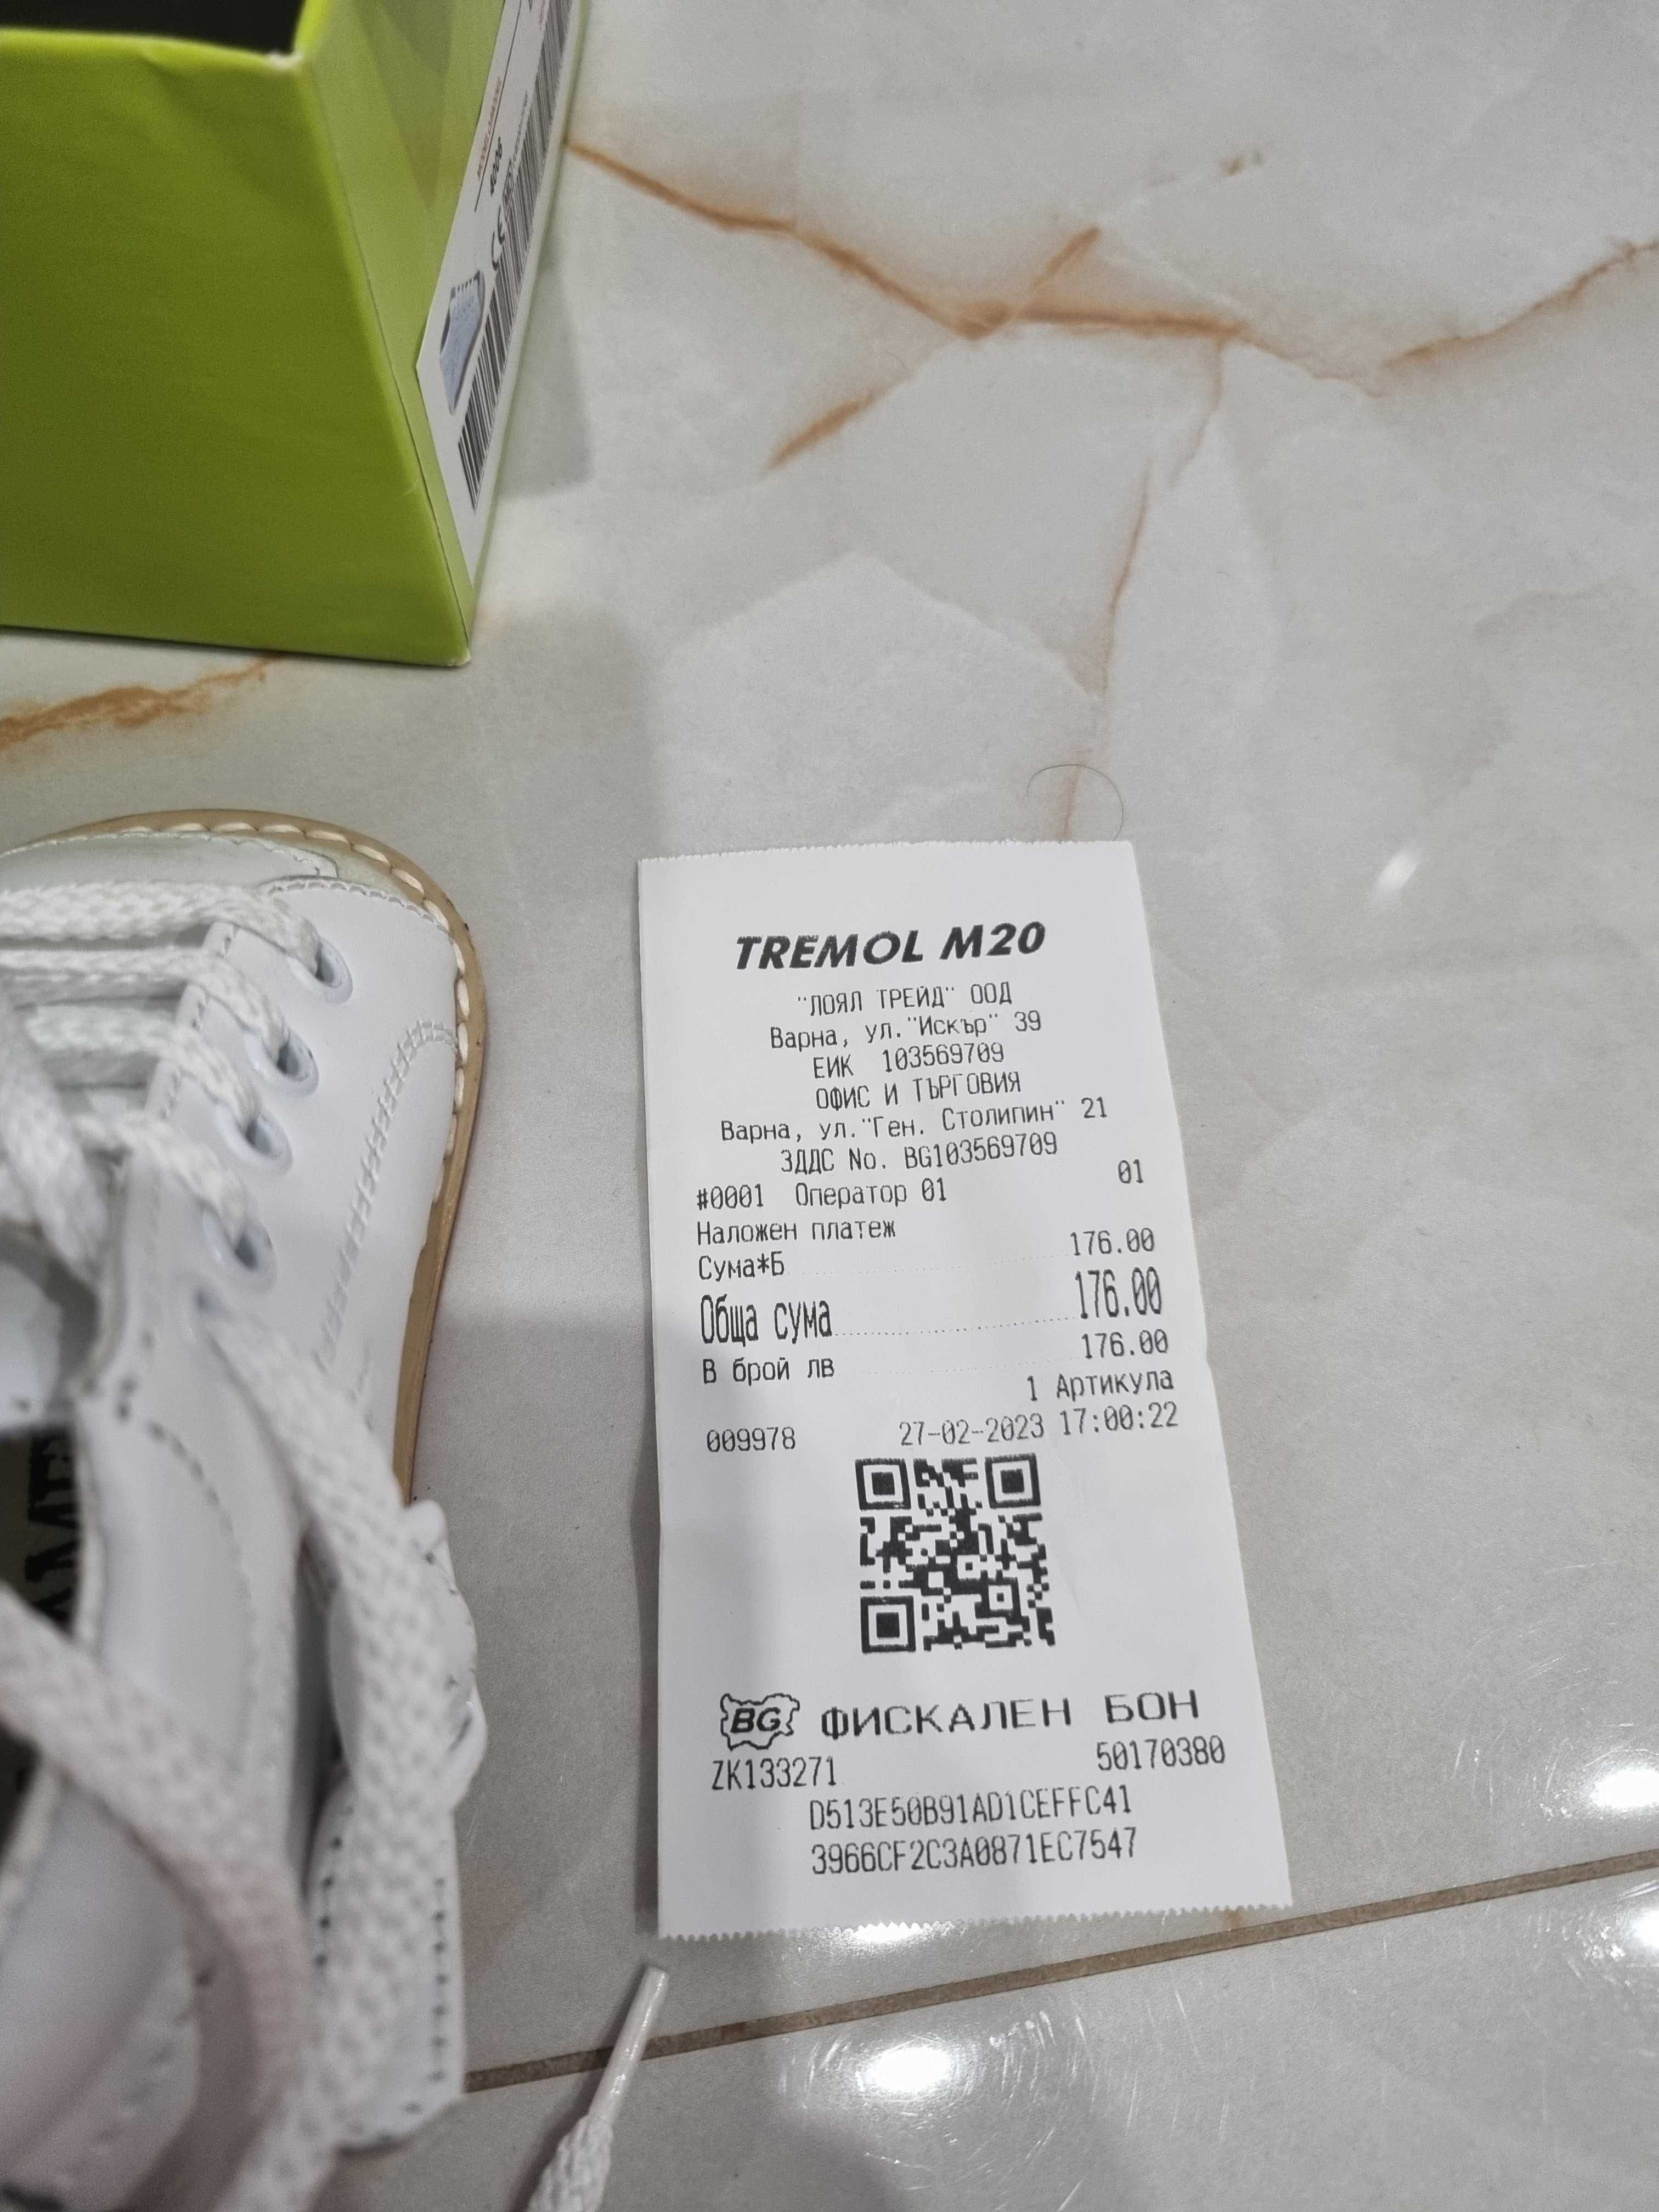 4006
CE
TREMOL M20
"ЛОЯЛ ТРЕЙД" ООД
Варна, ул."Искър" 39
ЕИК 103569709
ОФИС И ТЪРГОВИЯ
Варна, ул."Ген. Столипин" 21
ЗДДС No. BG103569709
#0001 Оператор 01 01
Наложен платеж
Сума*Б 176.00
Обща сума 176.00
В брой лв 176.00
1 Артикула
009978 27-02-2023 17:00:22
BG ФИСКАЛЕН БОН
ZK133271 50170380
D513E50B91AD1CEFFC41
3966CF2C3A0871EC7547